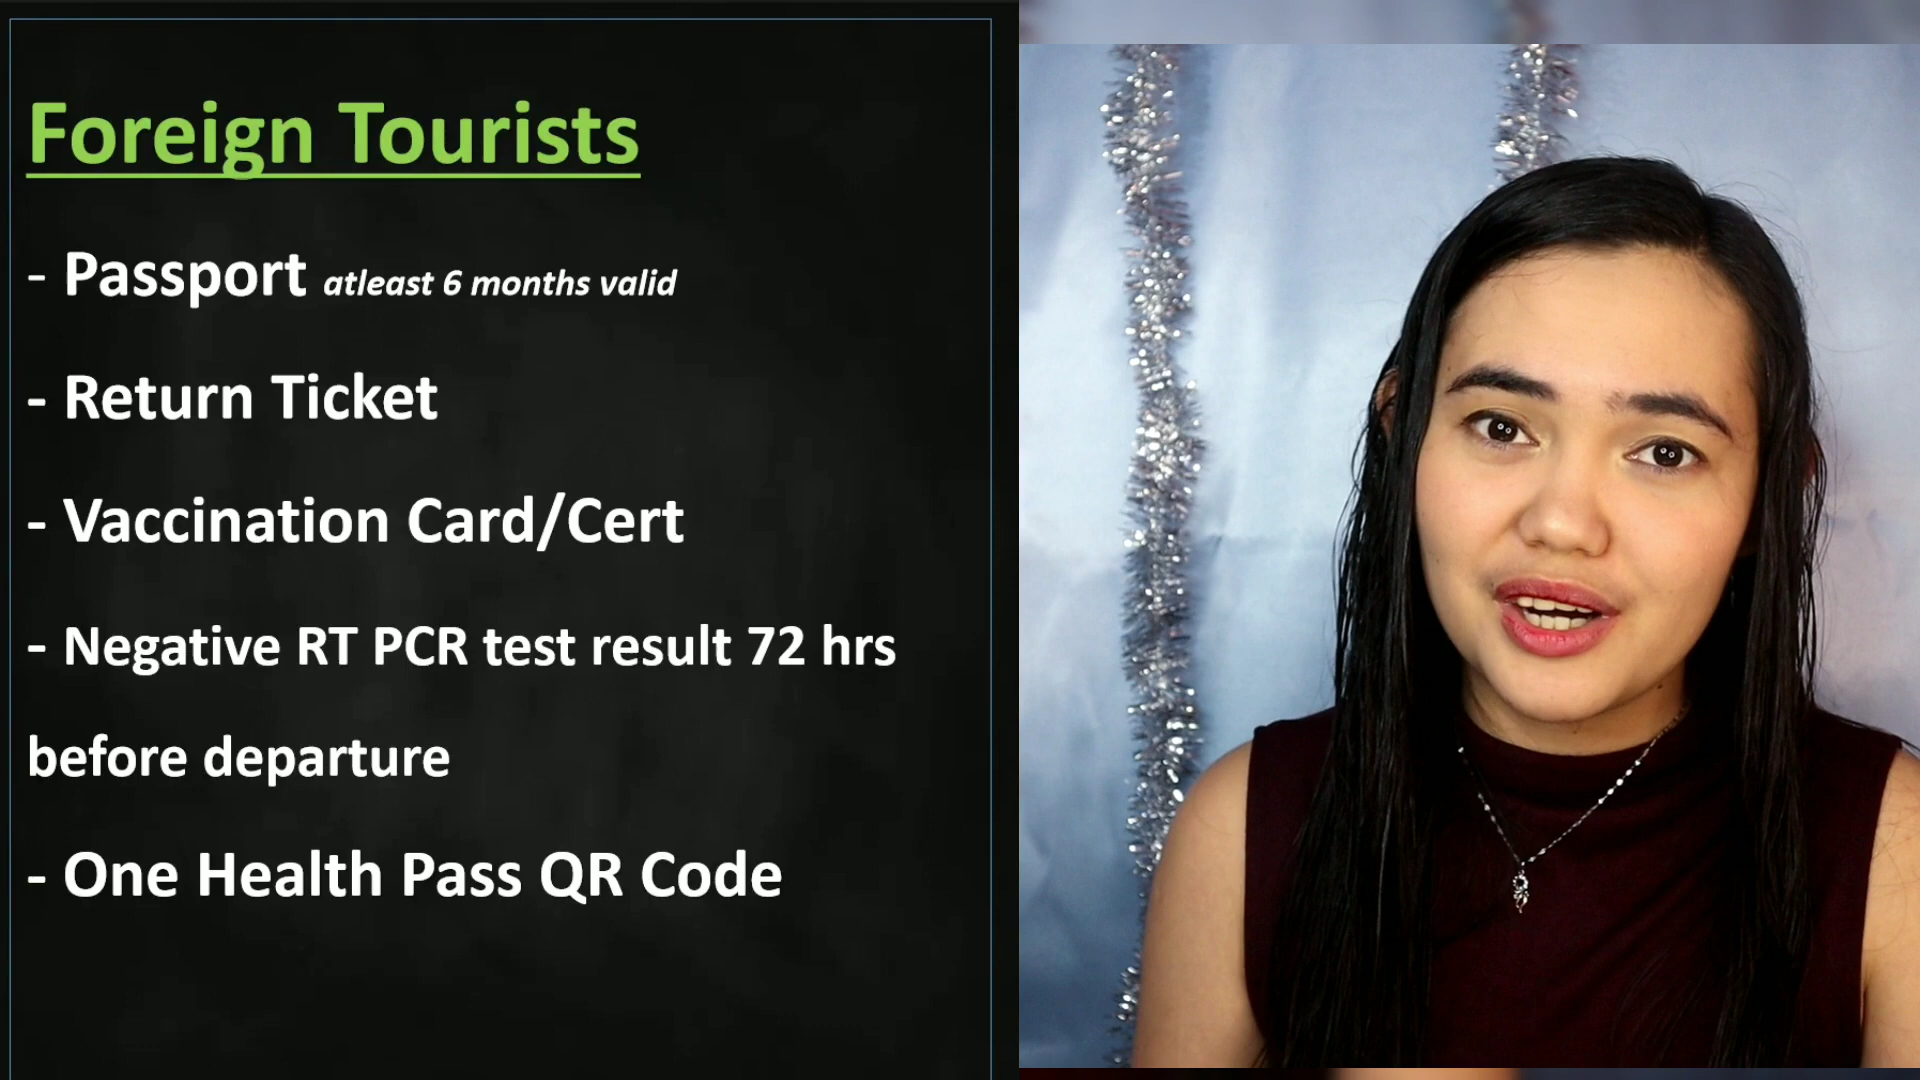 Foreign Tourists
- Passport atleast 6 months valid
- Return Ticket
- Vaccination Card/Cert
- Negative RT PCR test result 72 hrs
before departure
- One Health Pass QR Code